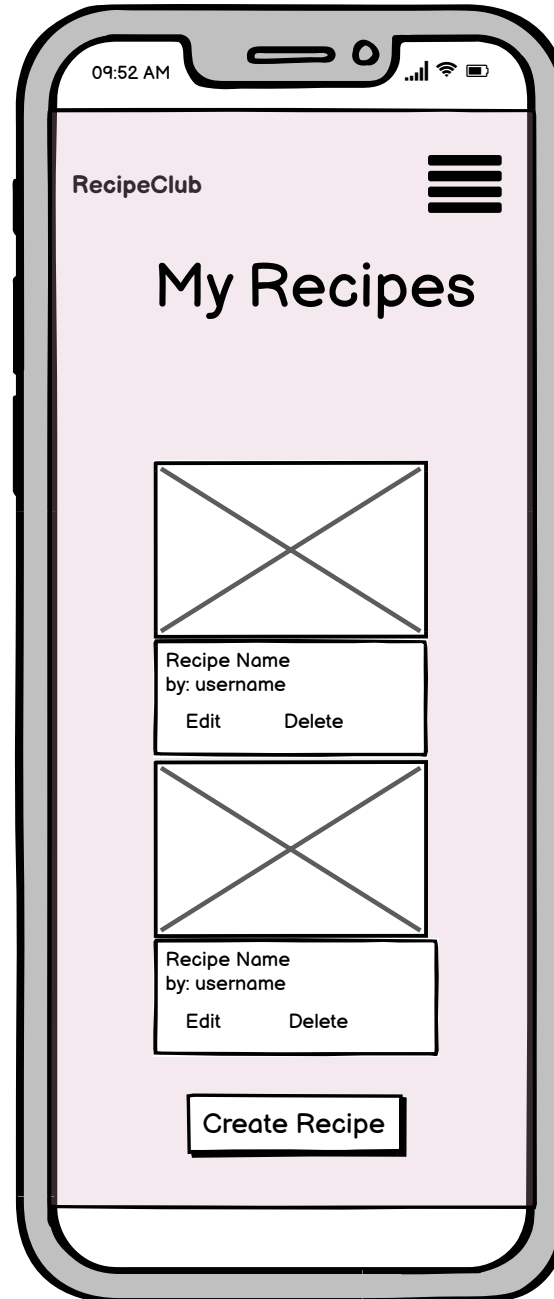 09:52 AM
RecipeClub
My Recipes
Recipe Name
by: username
Edit Delete
Recipe Name
by: username
Edit Delete
Create Recipe